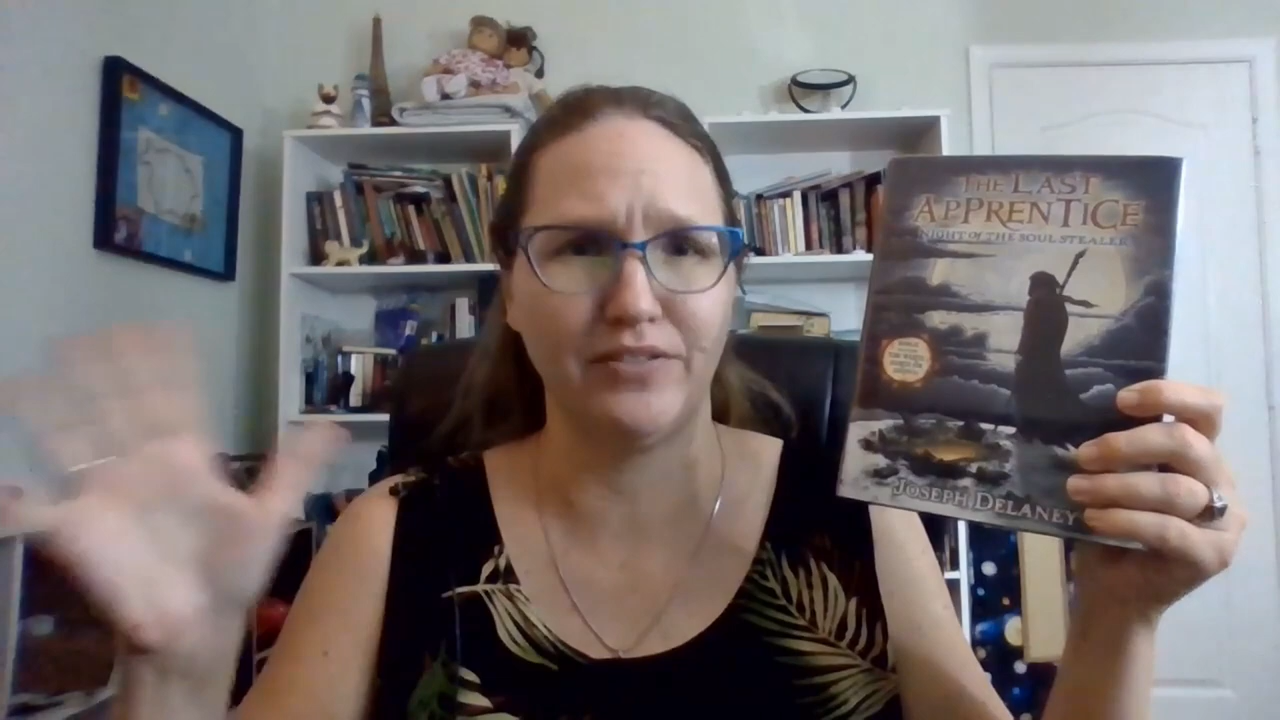 THE LAST
APPRENTICE
NIGHT OF THE SOUL STEALER
JOSEPH DELANEY